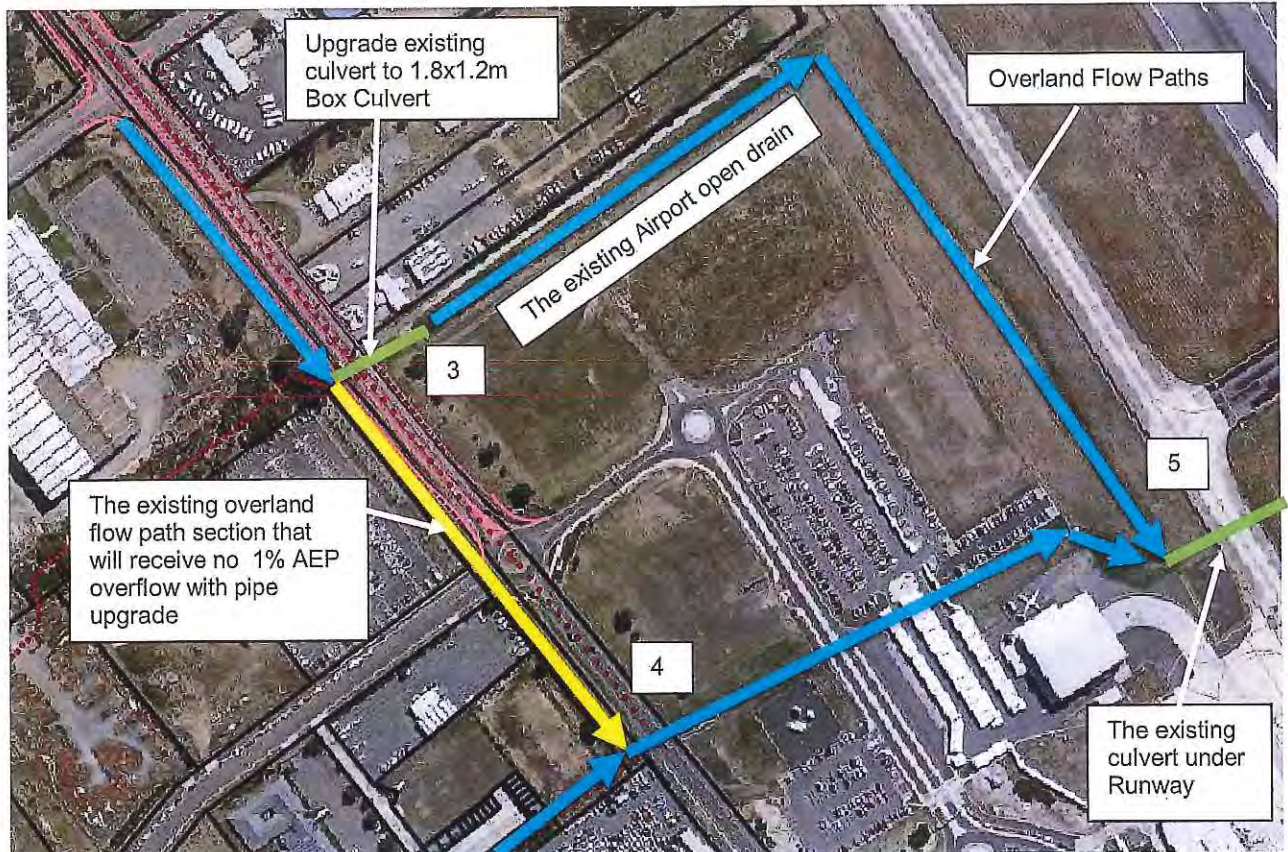 Upgrade existing
culvert to 1.8x1.2m
Box Culvert
Overland Flow Paths
The existing Airport open drain
3
5
The existing overland
flow path section that
will receive no 1% AEP
overflow with pipe
upgrade
4
The existing
culvert under
Runway